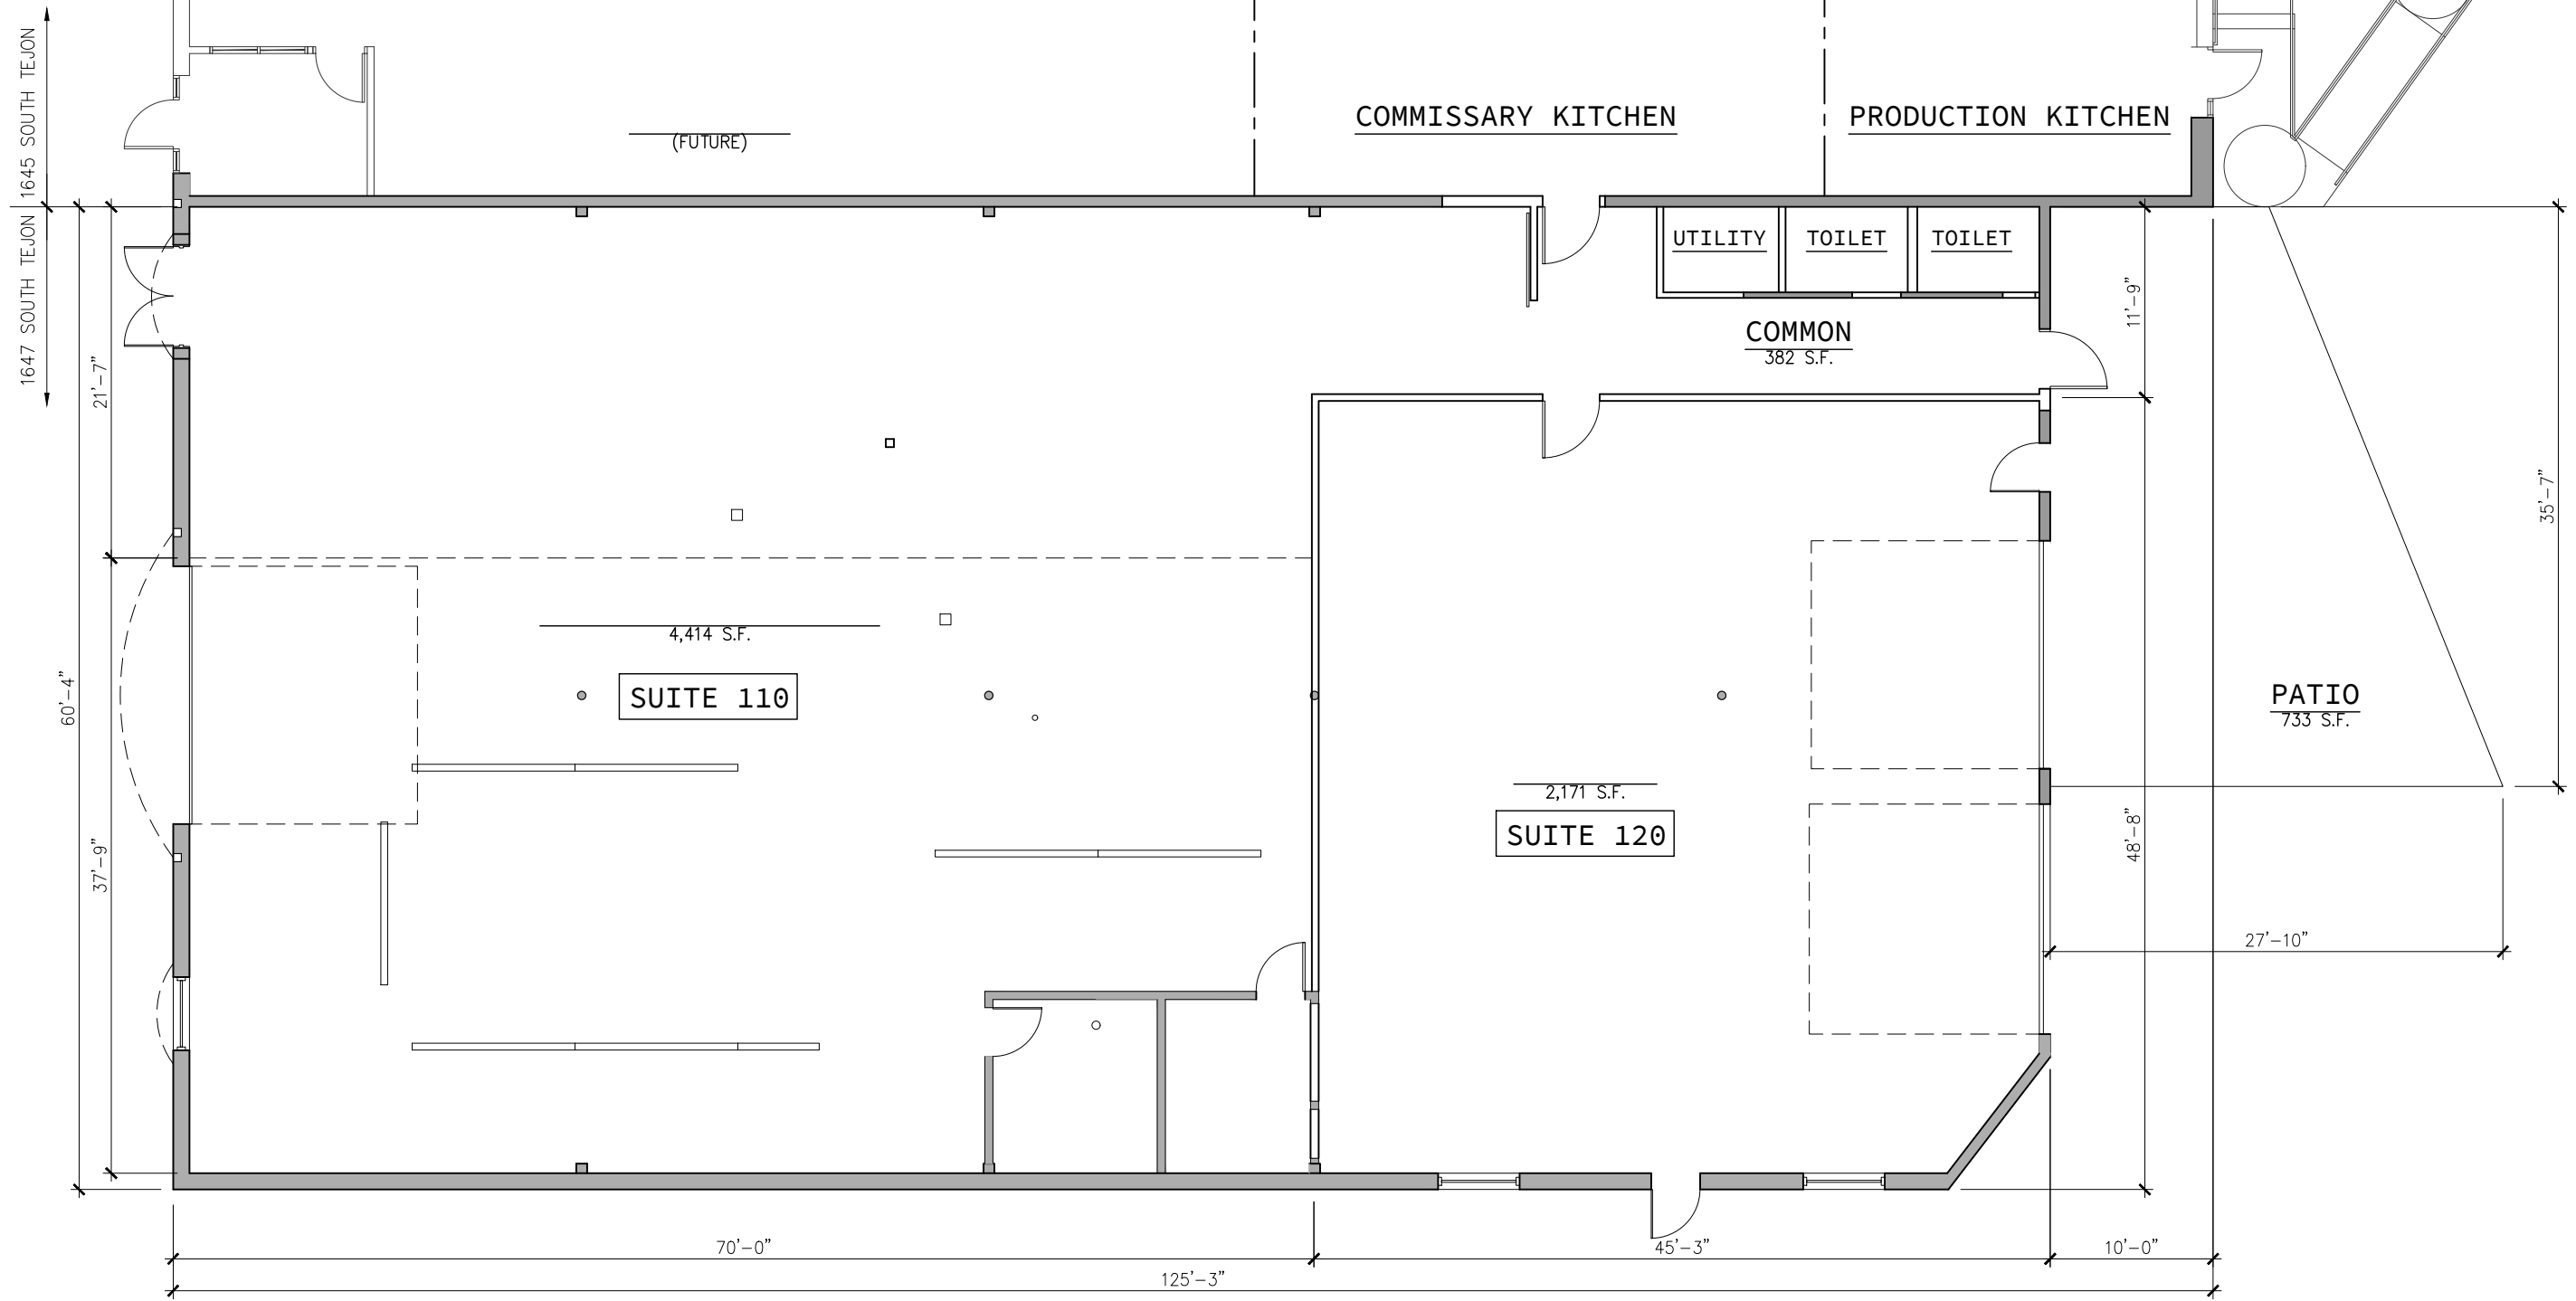 1645 SOUTH TEJON
1647 SOUTH TEJON
(FUTURE)
COMMISSARY KITCHEN
PRODUCTION KITCHEN
UTILITY
TOILET
TOILET
COMMON
382 S.F.
11'-9"
21'-7"
35'-7"
4,414 S.F.
SUITE 110
60'-4"
37'-9"
2,171 S.F.
SUITE 120
PATIO
733 S.F.
48'-8"
27'-10"
70'-0"
45'-3"
10'-0"
125'-3"